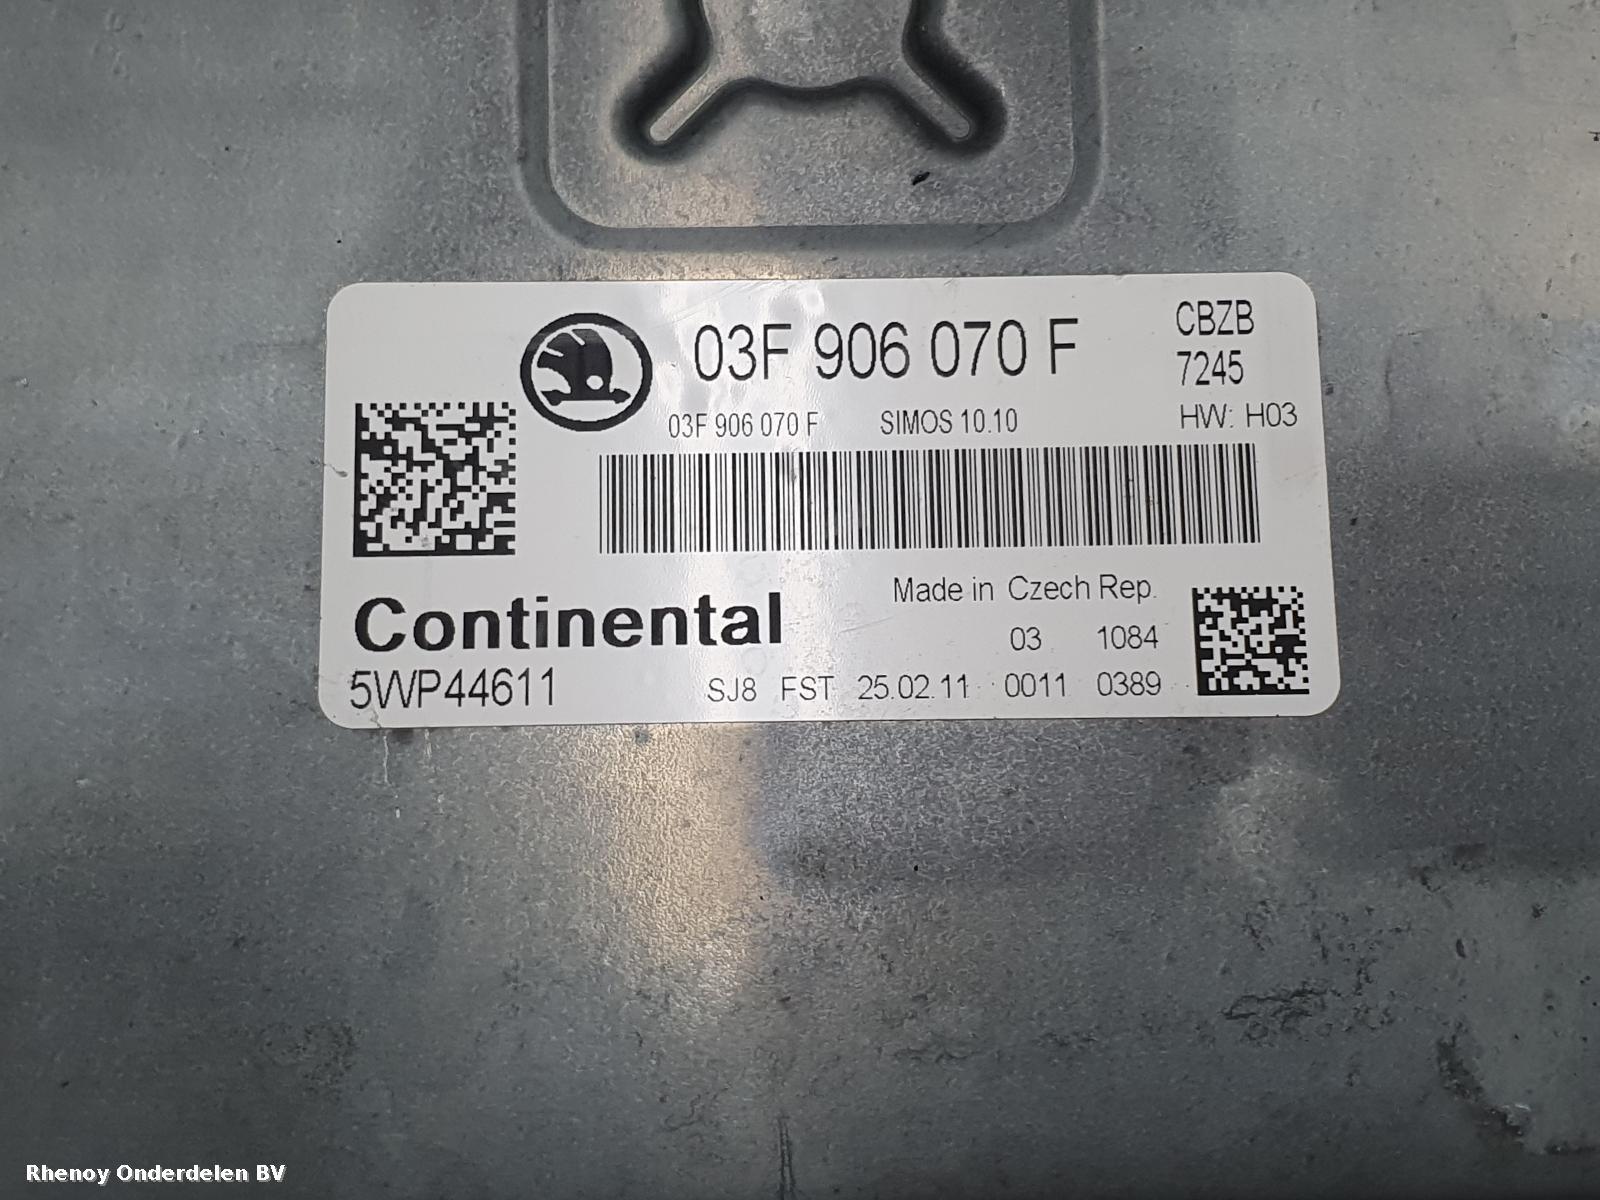 03F 906 070 F
CBZB
7245
03F 906 070 F SIMOS 10.10 HW: H03
Made in Czech Rep.
Continental
03 1084
5WP44611 SJ8 FST 25.02.11 0011 0389
Rhenoy Onderdelen BV